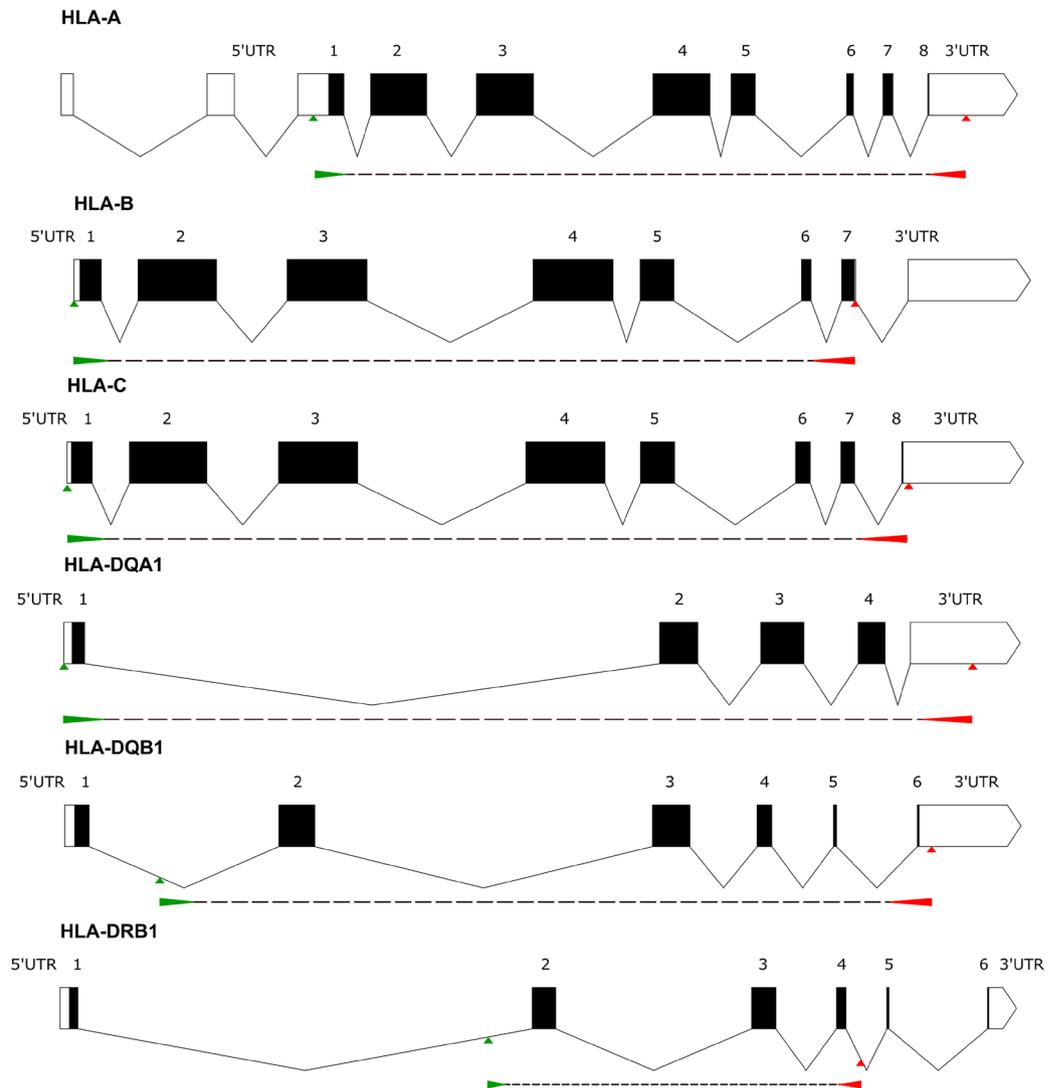 HLA-A
5'UTR 1 2 3 4 5 6 7 8 3'UTR
HLA-B
5'UTR 1 2 3 4 5 6 7 3'UTR
HLA-C
5'UTR 1 2 3 4 5 6 7 8 3'UTR
HLA-DQA1
5'UTR 1 2 3 4 3'UTR
HLA-DQB1
5'UTR 1 2 3 4 5 6 3'UTR
HLA-DRB1
5'UTR 1 2 3 4 5 6 3'UTR